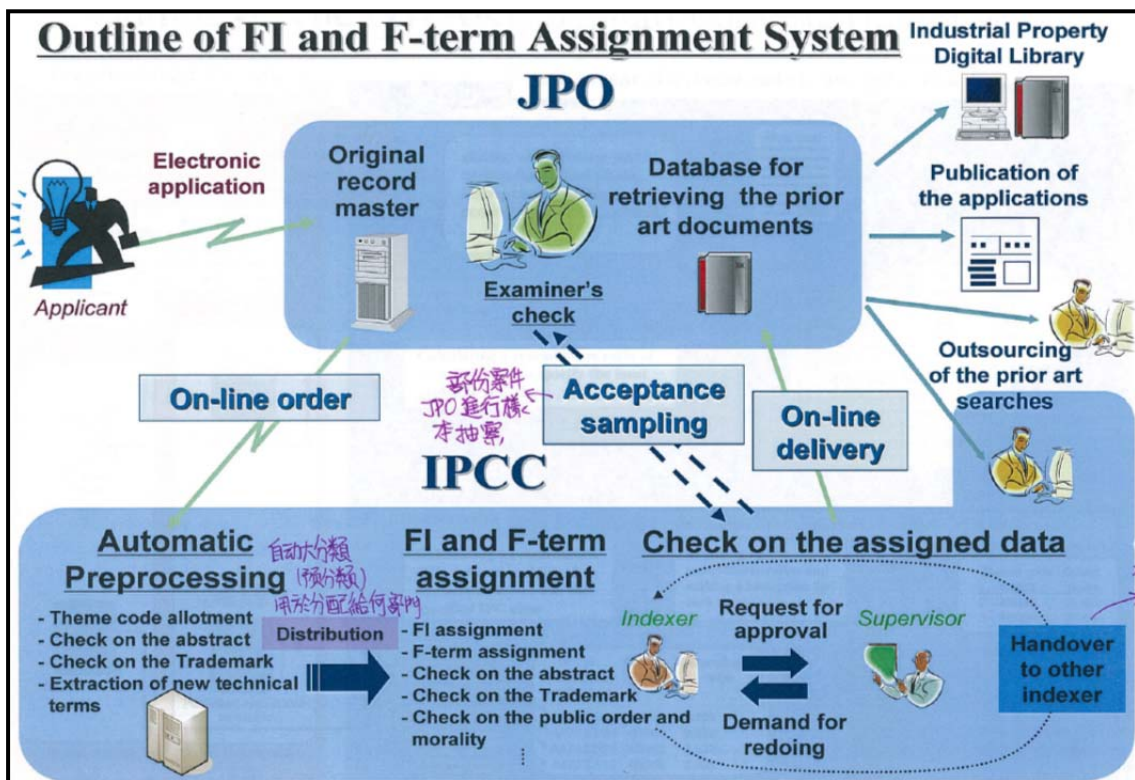 Outline of FI and F-term Assignment System
JPO
Industrial Property
Digital Library
Electronic
application
Applicant
Original
record
master
Examiner's
check
Database for
retrieving the prior
art documents
Publication of
the applications
Outsourcing
of the prior art
searches
On-line order
部份案件
JPO進行樣
本抽察,
Acceptance
sampling
On-line
delivery
IPCC
Automatic
Preprocessing
自动大分類
(預分類)
用於分配給何部門
- Theme code allotment
- Check on the abstract
- Check on the Trademark
- Extraction of new technical
terms
Distribution
FI and F-term
assignment
- FI assignment
- F-term assignment
- Check on the abstract
- Check on the Trademark
- Check on the public order and
morality
Check on the assigned data
Indexer
Request for
approval
Supervisor
Demand for
redoing
Handover
to other
indexer